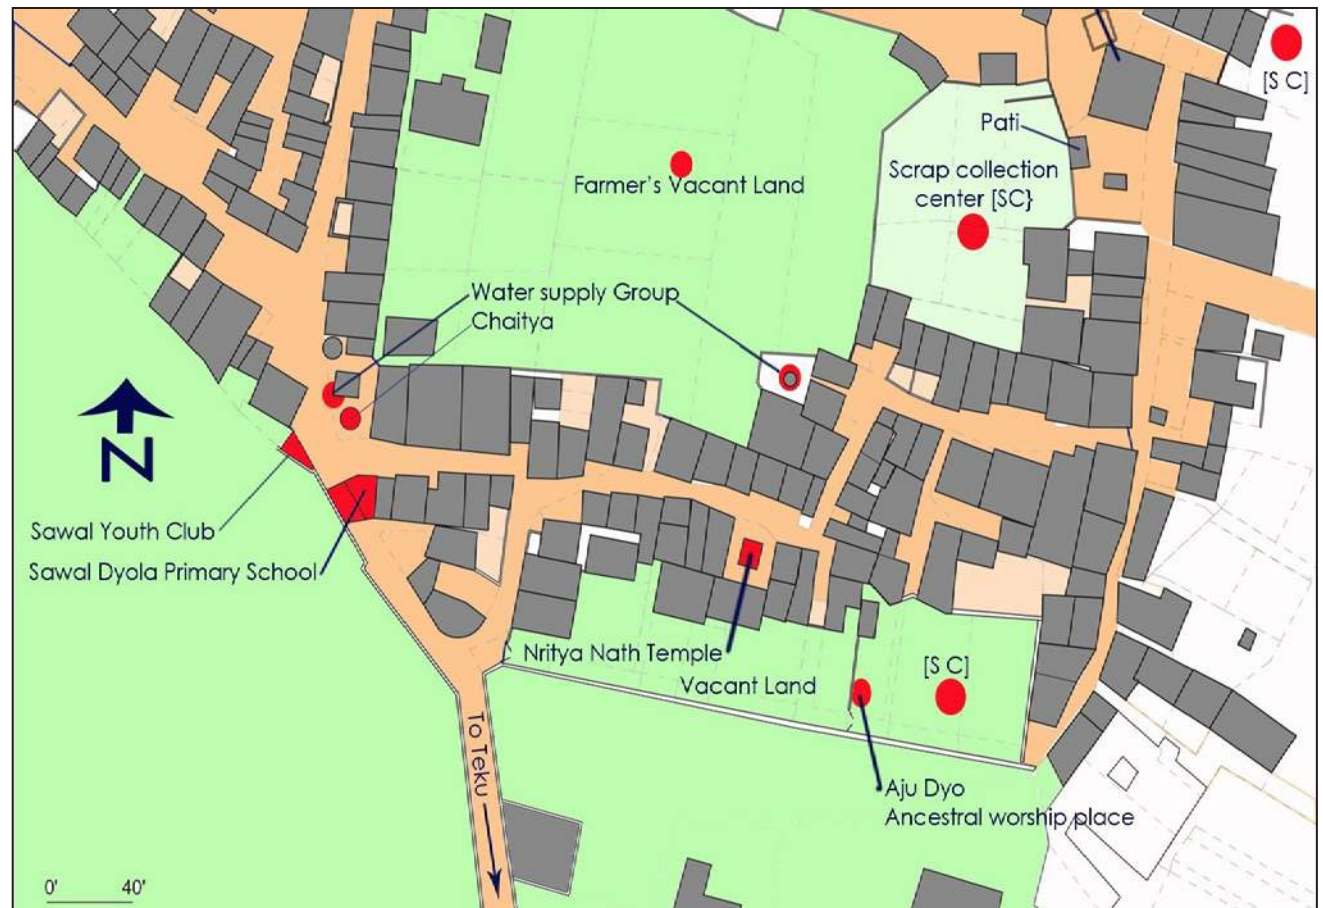 [S C]
Pati
Scrap collection
center [SC}
Farmer's Vacant Land
Water supply Group
Chaitya
N
Sawal Youth Club
Sawal Dyola Primary School
Nritya Nath Temple
Vacant Land
[S C]
To Teku
Aju Dyo
Ancestral worship place
0' 40'